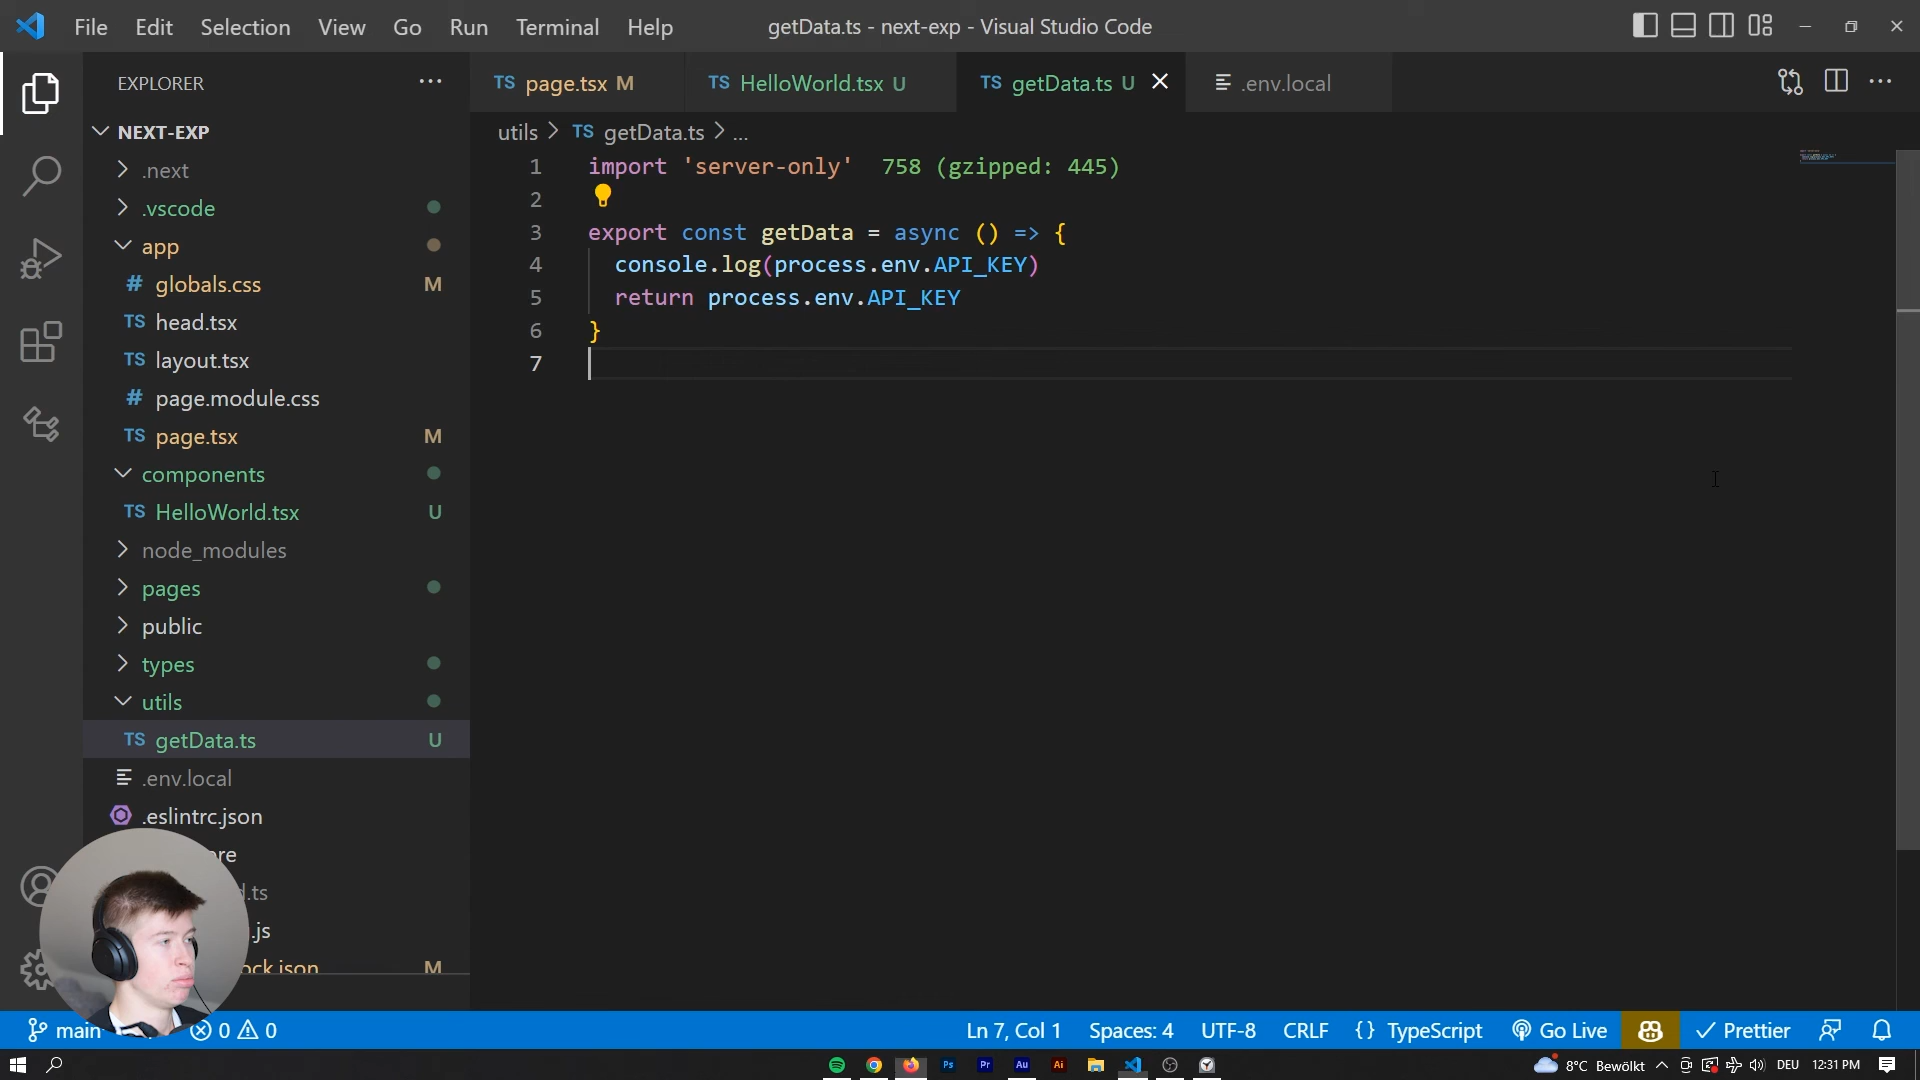 File Edit Selection View Go Run Terminal Help
getData.ts - next-exp - Visual Studio Code
EXPLORER
NEXT-EXP
.next
.vscode
app
# globals.css M
TS head.tsx
TS layout.tsx
# page.module.css
TS page.tsx M
components
TS HelloWorld.tsx U
node_modules
pages
public
types
utils
TS getData.ts U
.env.local
.eslintrc.json
re
d.ts
.js
ock.json M
TS page.tsx M
TS HelloWorld.tsx U
TS getData.ts U
.env.local
utils > TS getData.ts > ...
1 import 'server-only' 758 (gzipped: 445)
2
3 export const getData = async () => {
4 console.log(process.env.API_KEY)
5 return process.env.API_KEY
6 }
7
main 0 0 Ln 7, Col 1 Spaces: 4 UTF-8 CRLF {} TypeScript Go Live Prettier
Ps Pr Au Ai 8°C Bewölkt DEU 12:31 PM